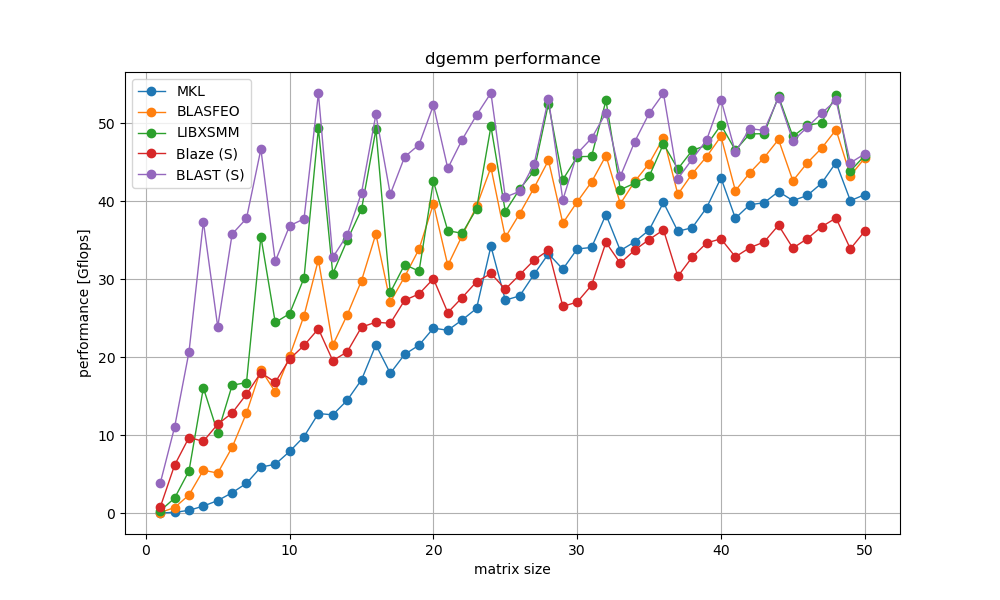 dgemm performance
MKL
BLASFEO
LIBXSMM
Blaze (S)
BLAST (S)
performance [Gflops]
50
40
30
20
10
0
0 10 20 30 40 50
matrix size